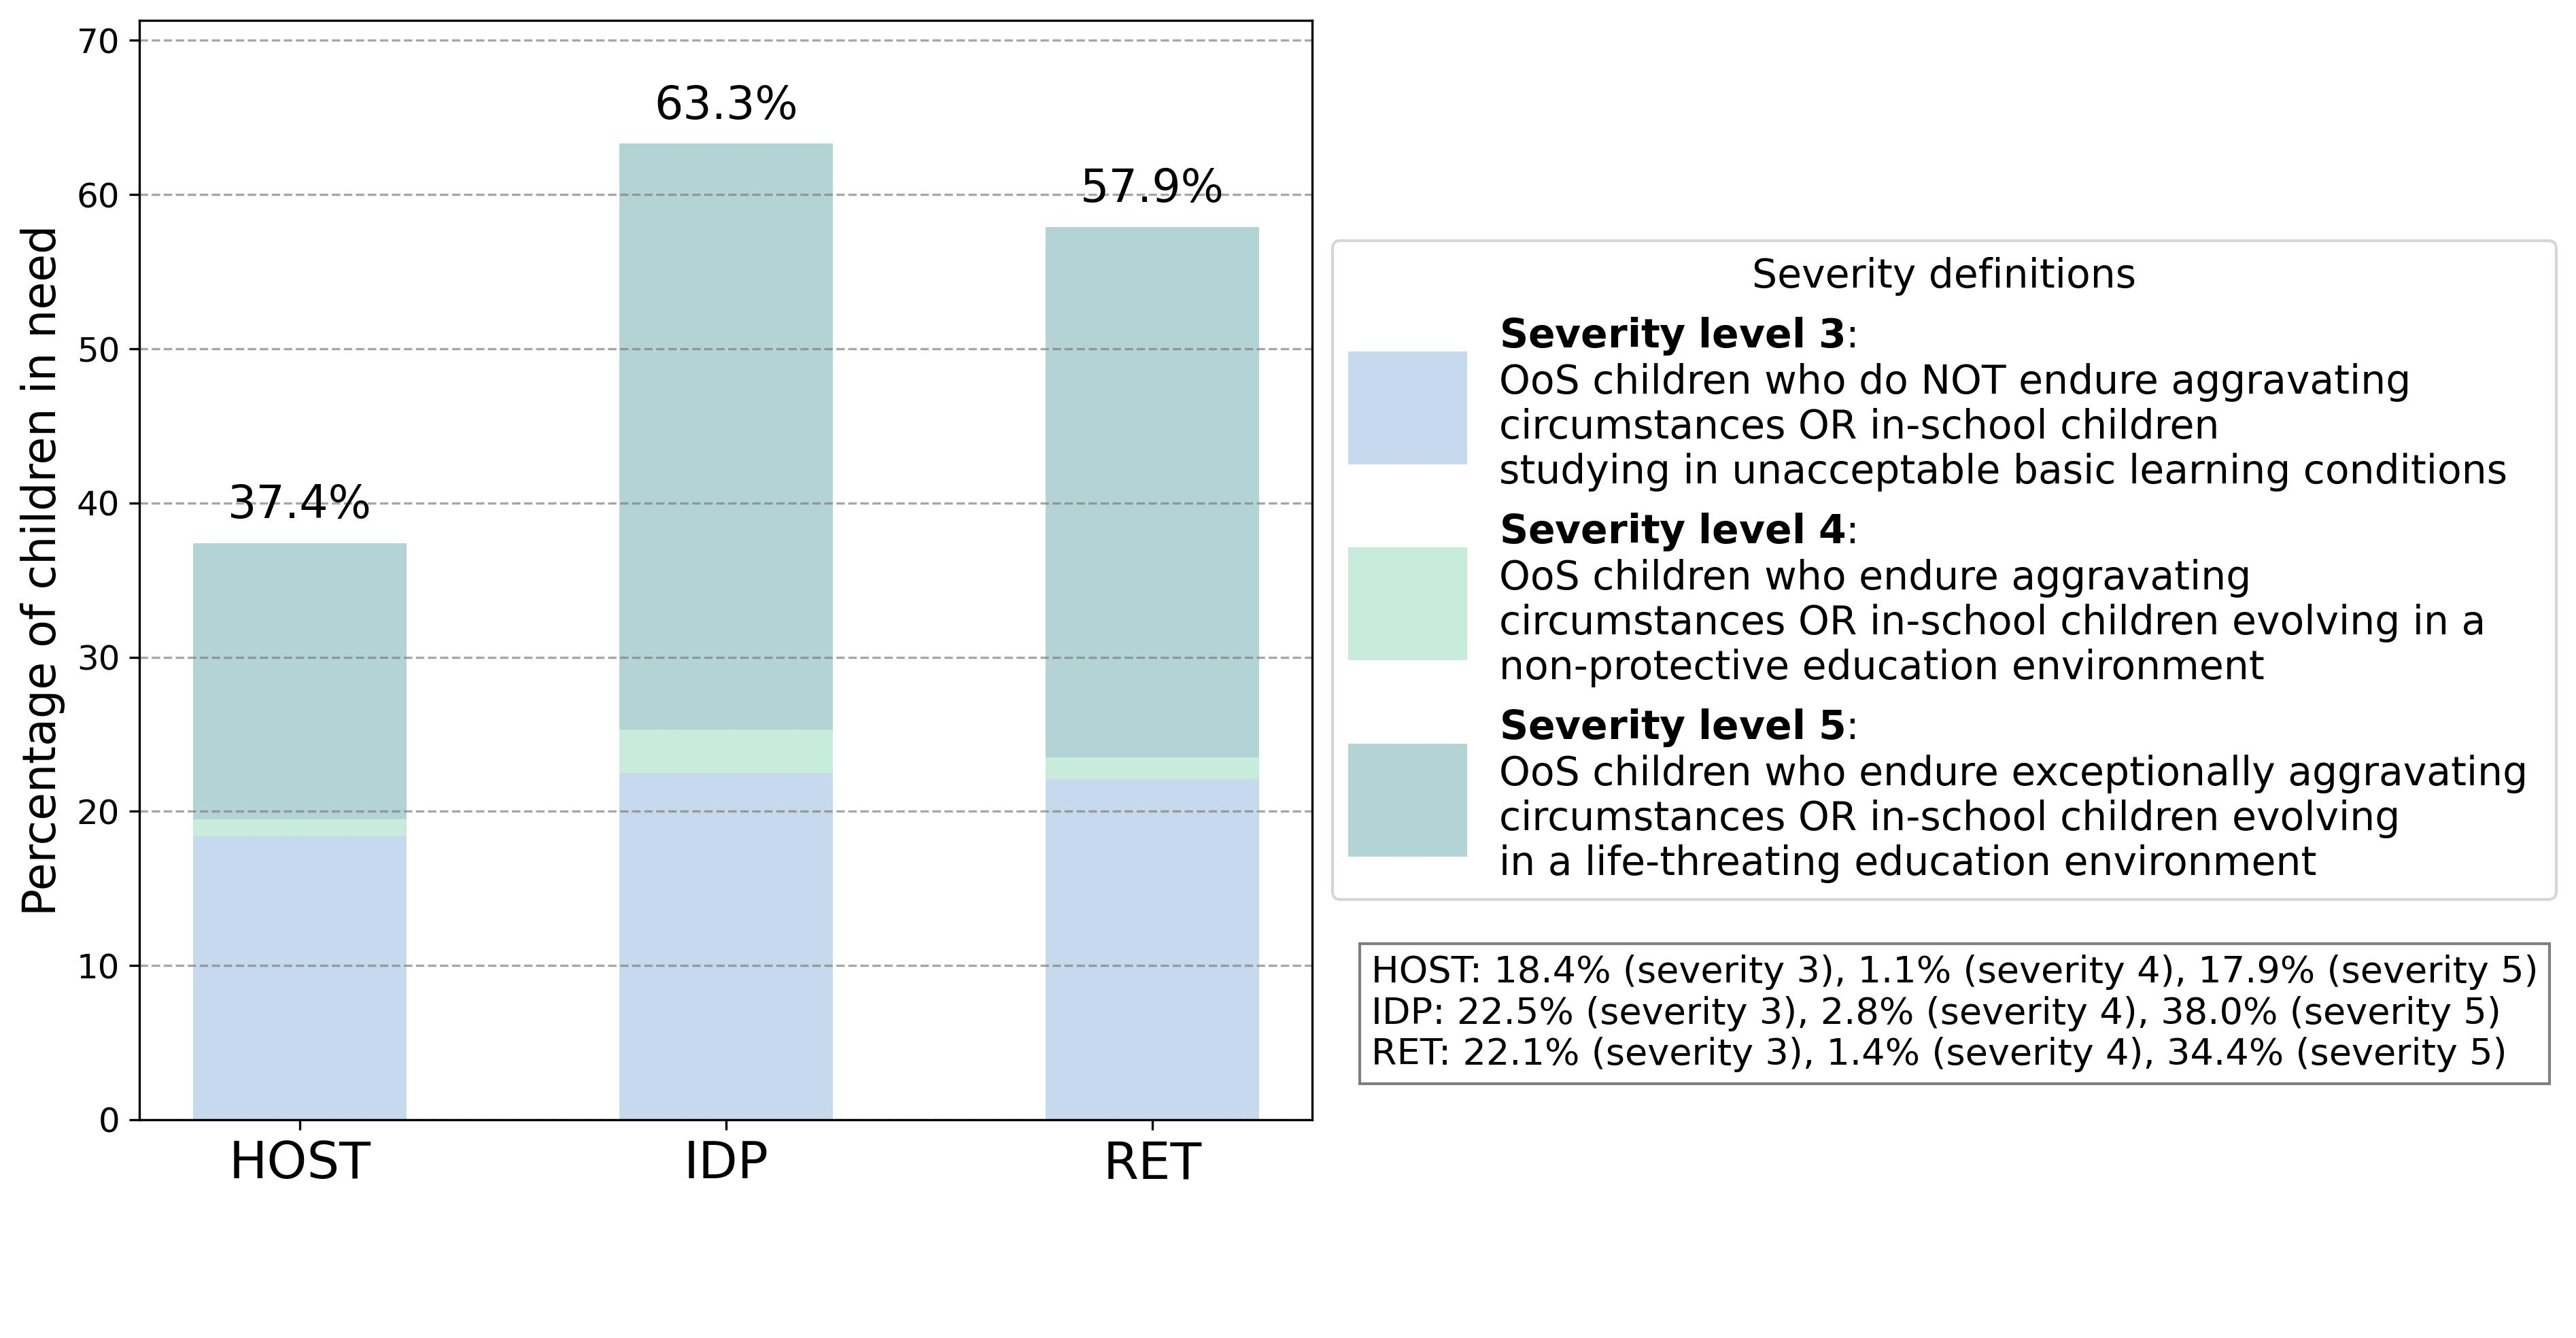 Percentage of children in need
70
60
50
40
30
20
10
0
37.4%
63.3%
57.9%
HOST
IDP
RET
Severity definitions
Severity level 3:
OoS children who do NOT endure aggravating
circumstances OR in-school children
studying in unacceptable basic learning conditions
Severity level 4:
OoS children who endure aggravating
circumstances OR in-school children evolving in a
non-protective education environment
Severity level 5:
OoS children who endure exceptionally aggravating
circumstances OR in-school children evolving
in a life-threating education environment
HOST: 18.4% (severity 3), 1.1% (severity 4), 17.9% (severity 5)
IDP: 22.5% (severity 3), 2.8% (severity 4), 38.0% (severity 5)
RET: 22.1% (severity 3), 1.4% (severity 4), 34.4% (severity 5)